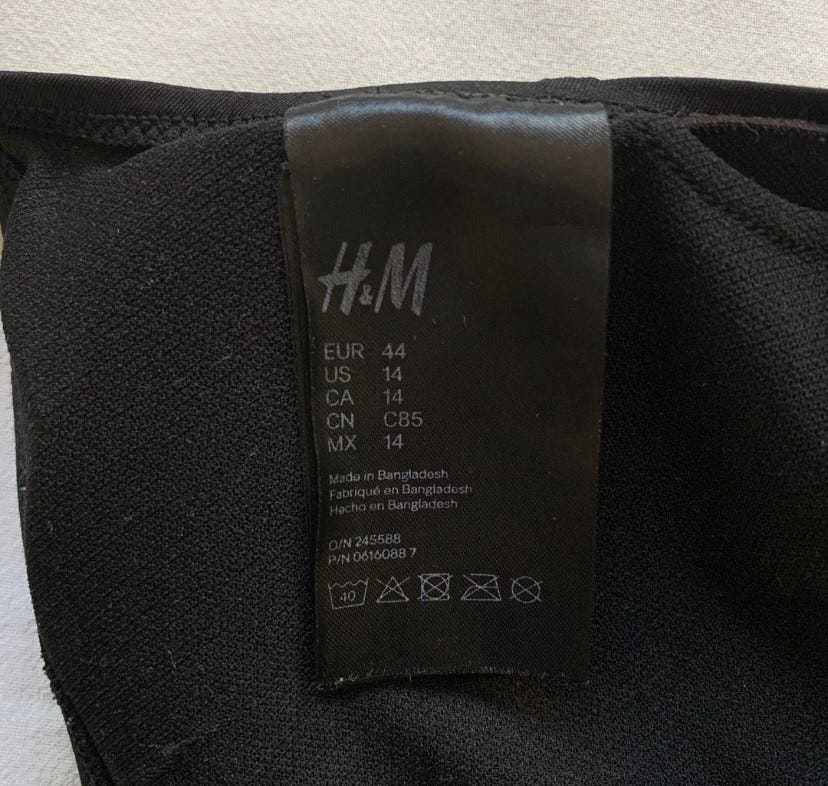 H&M
EUR 44
US 14
CA 14
CN C85
MX 14
Made in Bangladesh
Fabriqué en Bangladesh
Hecho en Bangladesh
O/N 245588
P/N 0616088 7
40